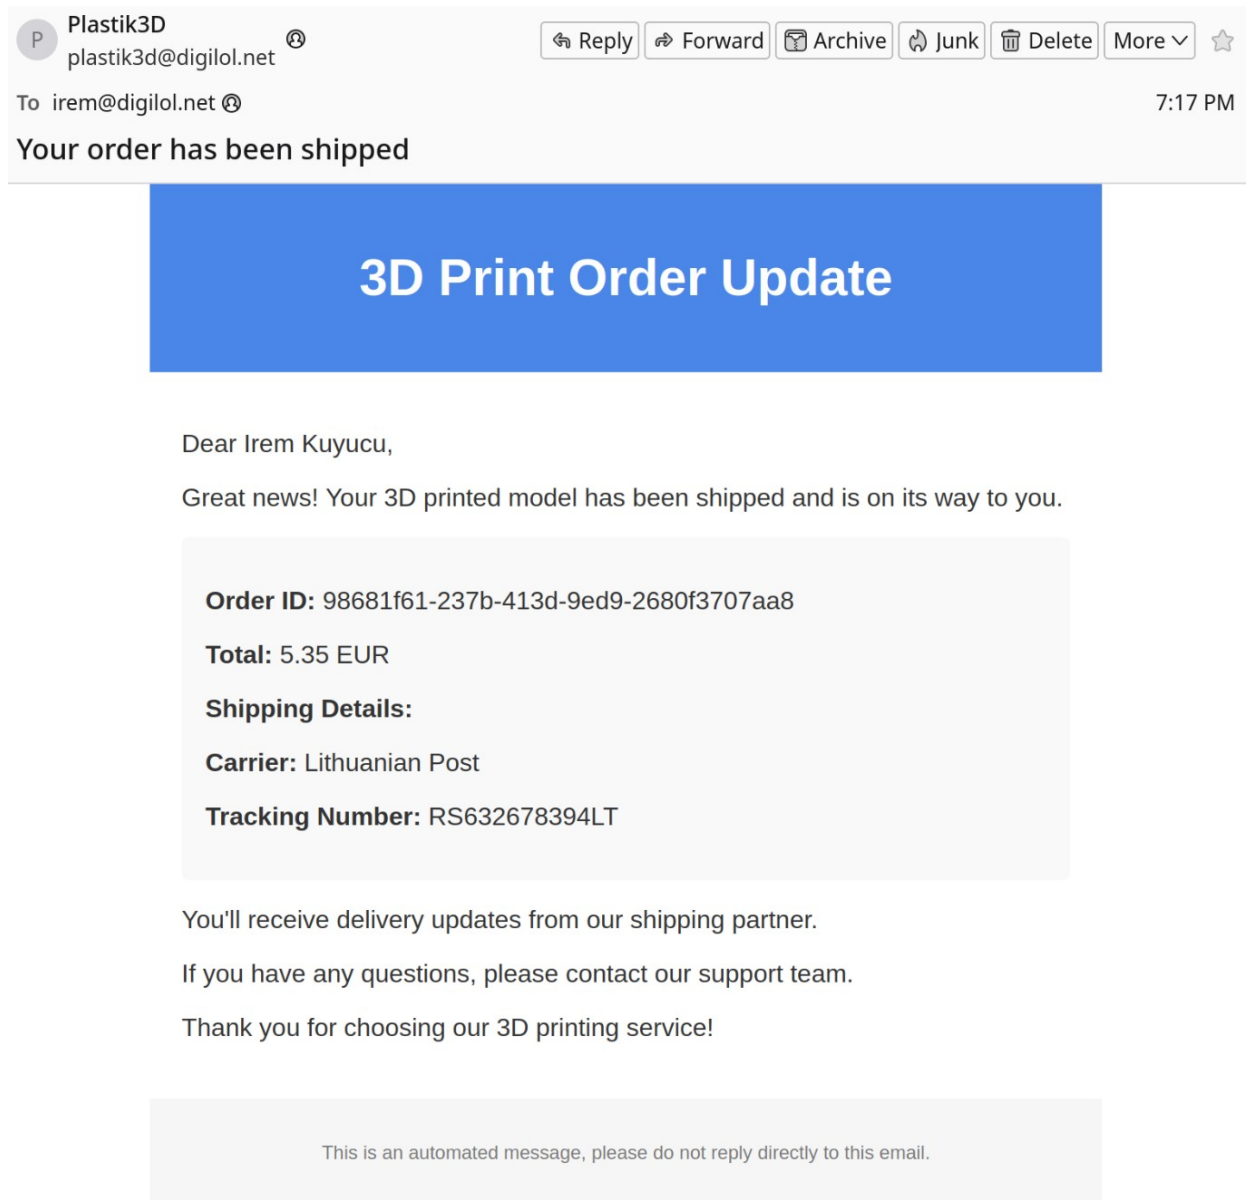 P
Plastik3D
plastik3d@digilol.net
Reply Forward Archive Junk Delete More
To irem@digilol.net
7:17 PM
Your order has been shipped
3D Print Order Update
Dear Irem Kuyucu,
Great news! Your 3D printed model has been shipped and is on its way to you.
Order ID: 98681f61-237b-413d-9ed9-2680f3707aa8
Total: 5.35 EUR
Shipping Details:
Carrier: Lithuanian Post
Tracking Number: RS632678394LT
You'll receive delivery updates from our shipping partner.
If you have any questions, please contact our support team.
Thank you for choosing our 3D printing service!
This is an automated message, please do not reply directly to this email.